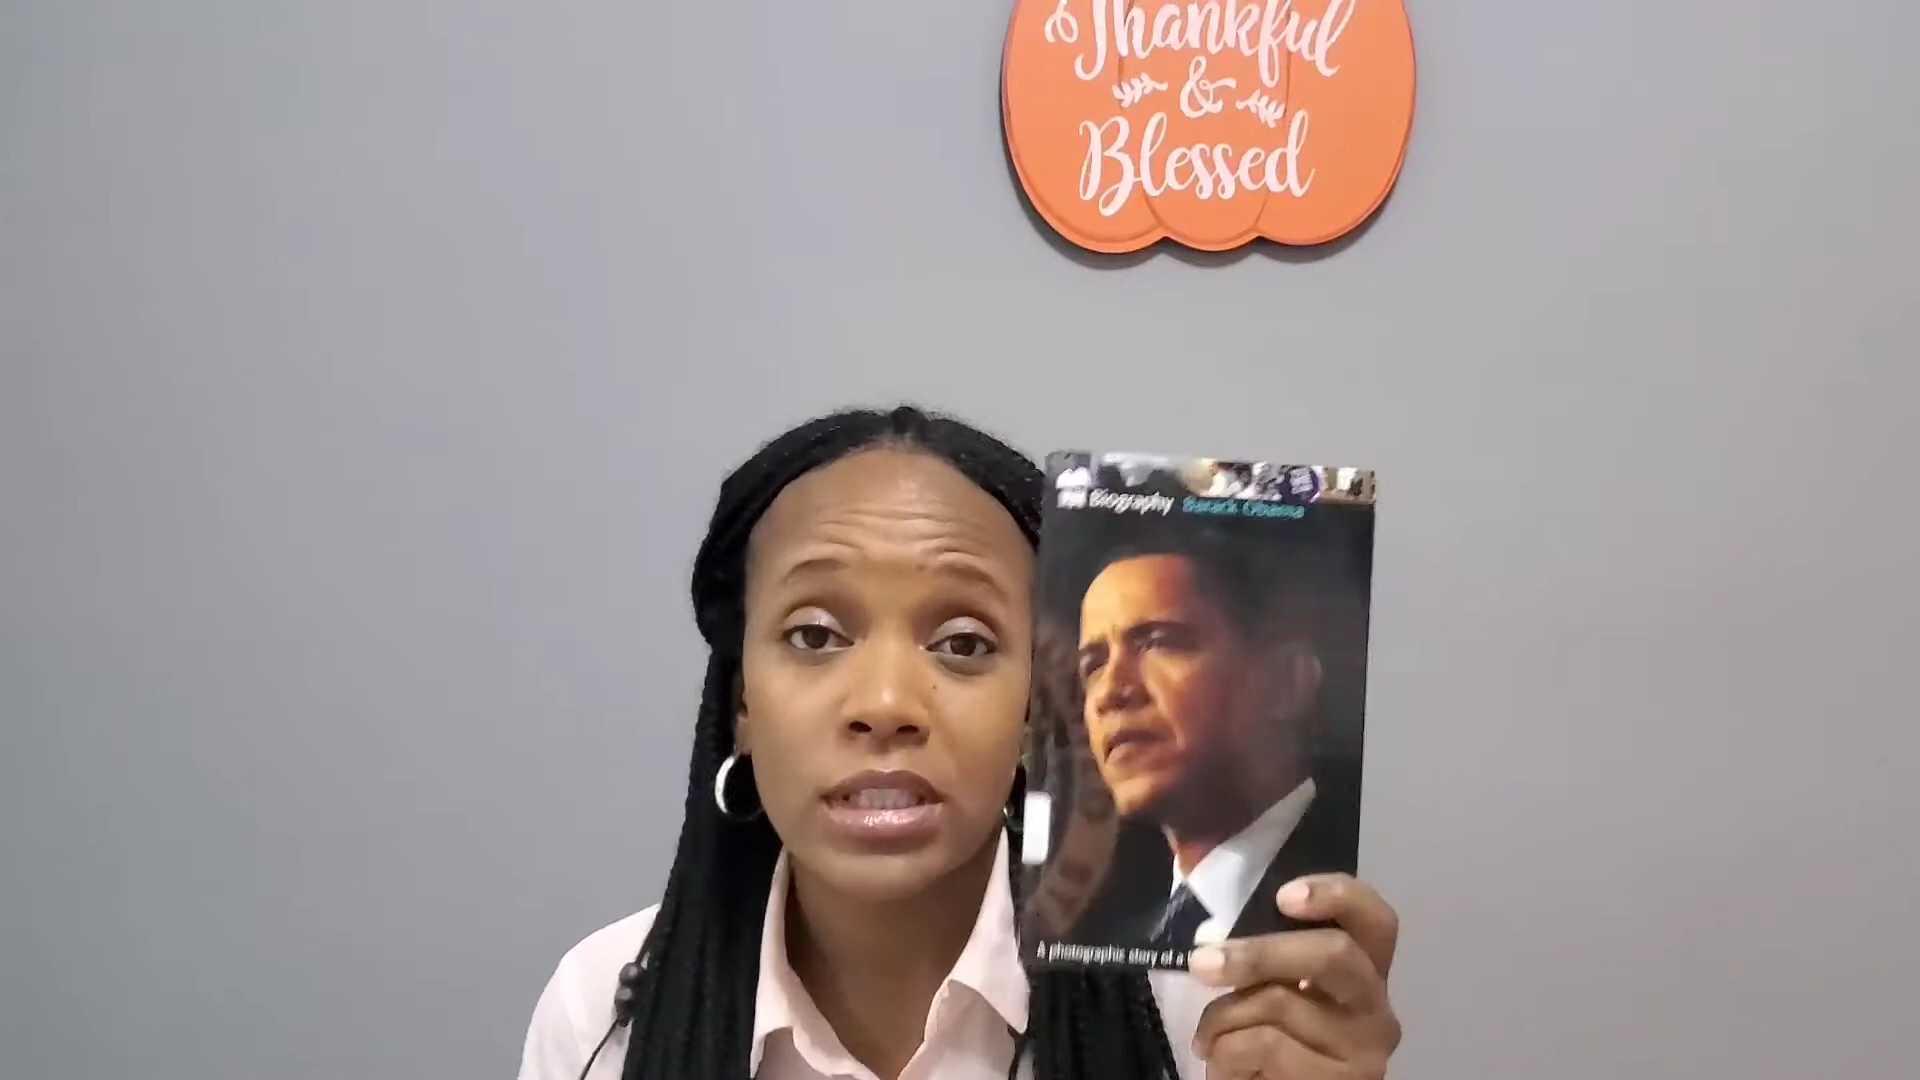 Thankful
&
Blessed
Biography Barack Obama
A photographic story of a